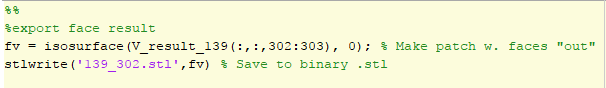 %%
%export face result
fv = isosurface(V_result_139(:,:,302:303), 0); % Make patch w. faces "out"
stlwrite('139_302.stl',fv) % Save to binary .stl